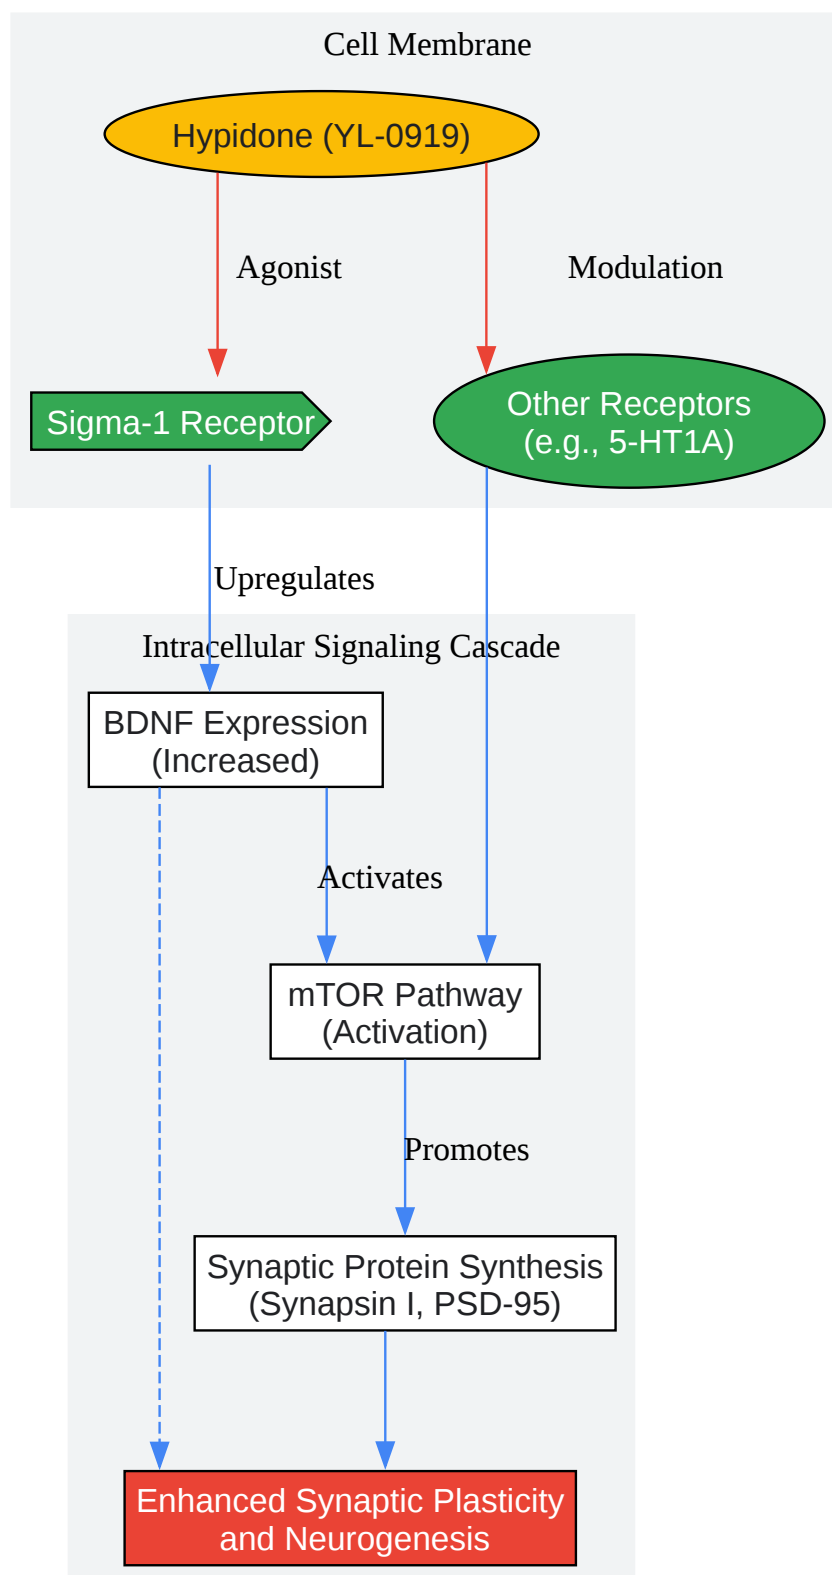 Cell Membrane
Hypidone (YL-0919)
Agonist
Modulation
Sigma-1 Receptor
Other Receptors
(e.g., 5-HT1A)
Upregulates
Intracellular Signaling Cascade
BDNF Expression
(Increased)
Activates
mTOR Pathway
(Activation)
Promotes
Synaptic Protein Synthesis
(Synapsin I, PSD-95)
Enhanced Synaptic Plasticity
and Neurogenesis